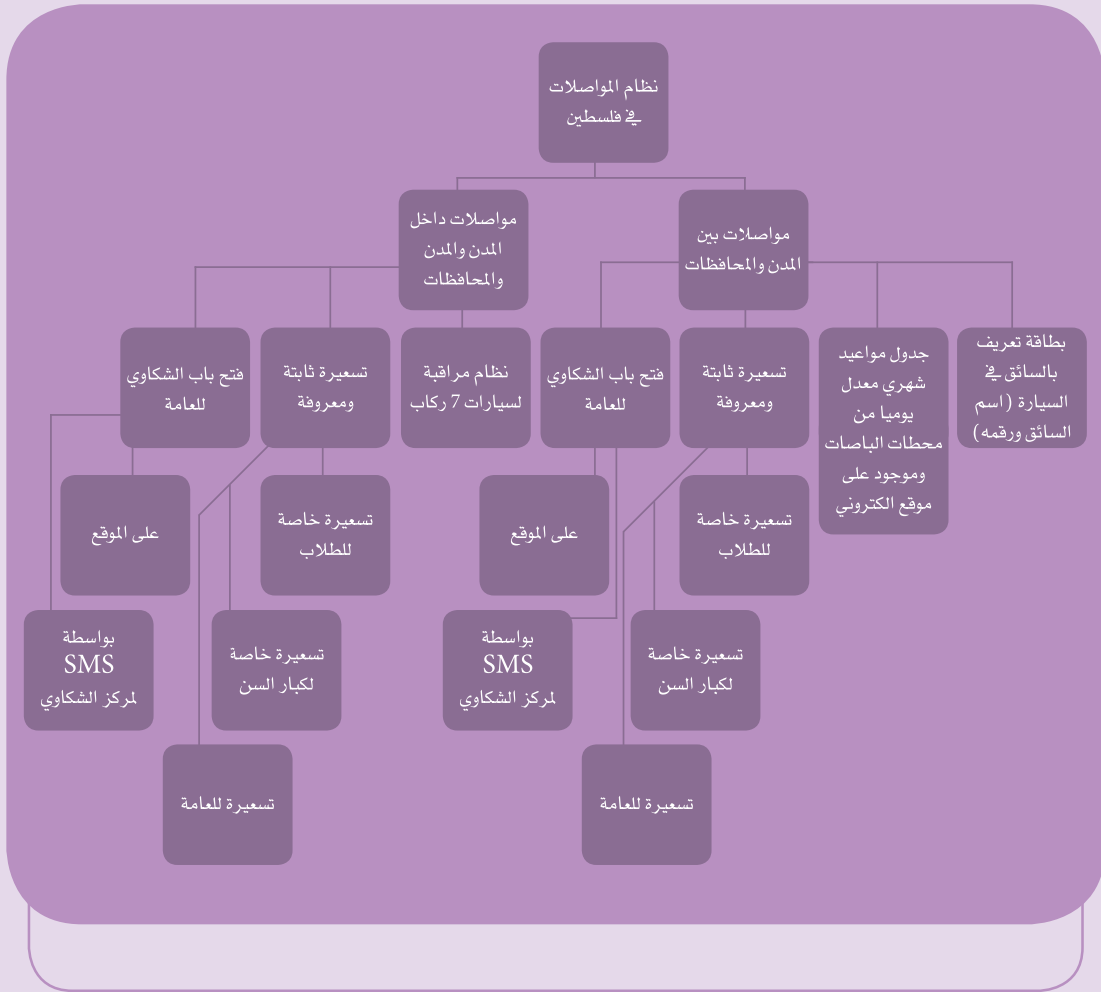 نظام المواصلات
في فلسطين
مواصلات بين
المدن والمحافظات
مواصلات داخل
المدن والمدن
والمحافظات
بطاقة تعريف
بالسائق في
السيارة (اسم
السائق ورقمه)
جدول مواعيد
شهري معدل
يوميا من
محطات الباصات
وموجود على
موقع الكتروني
تسعيرة ثابتة
ومعروفة
فتح باب الشكاوي
للعامة
نظام مراقبة
لسيارات 7 ركاب
تسعيرة ثابتة
ومعروفة
فتح باب الشكاوي
للعامة
تسعيرة خاصة
للطلاب
على الموقع
تسعيرة خاصة
للطلاب
على الموقع
تسعيرة خاصة
لكبار السن
بواسطة
SMS
لمركز الشكاوي
تسعيرة خاصة
لكبار السن
بواسطة
SMS
لمركز الشكاوي
تسعيرة للعامة
تسعيرة للعامة